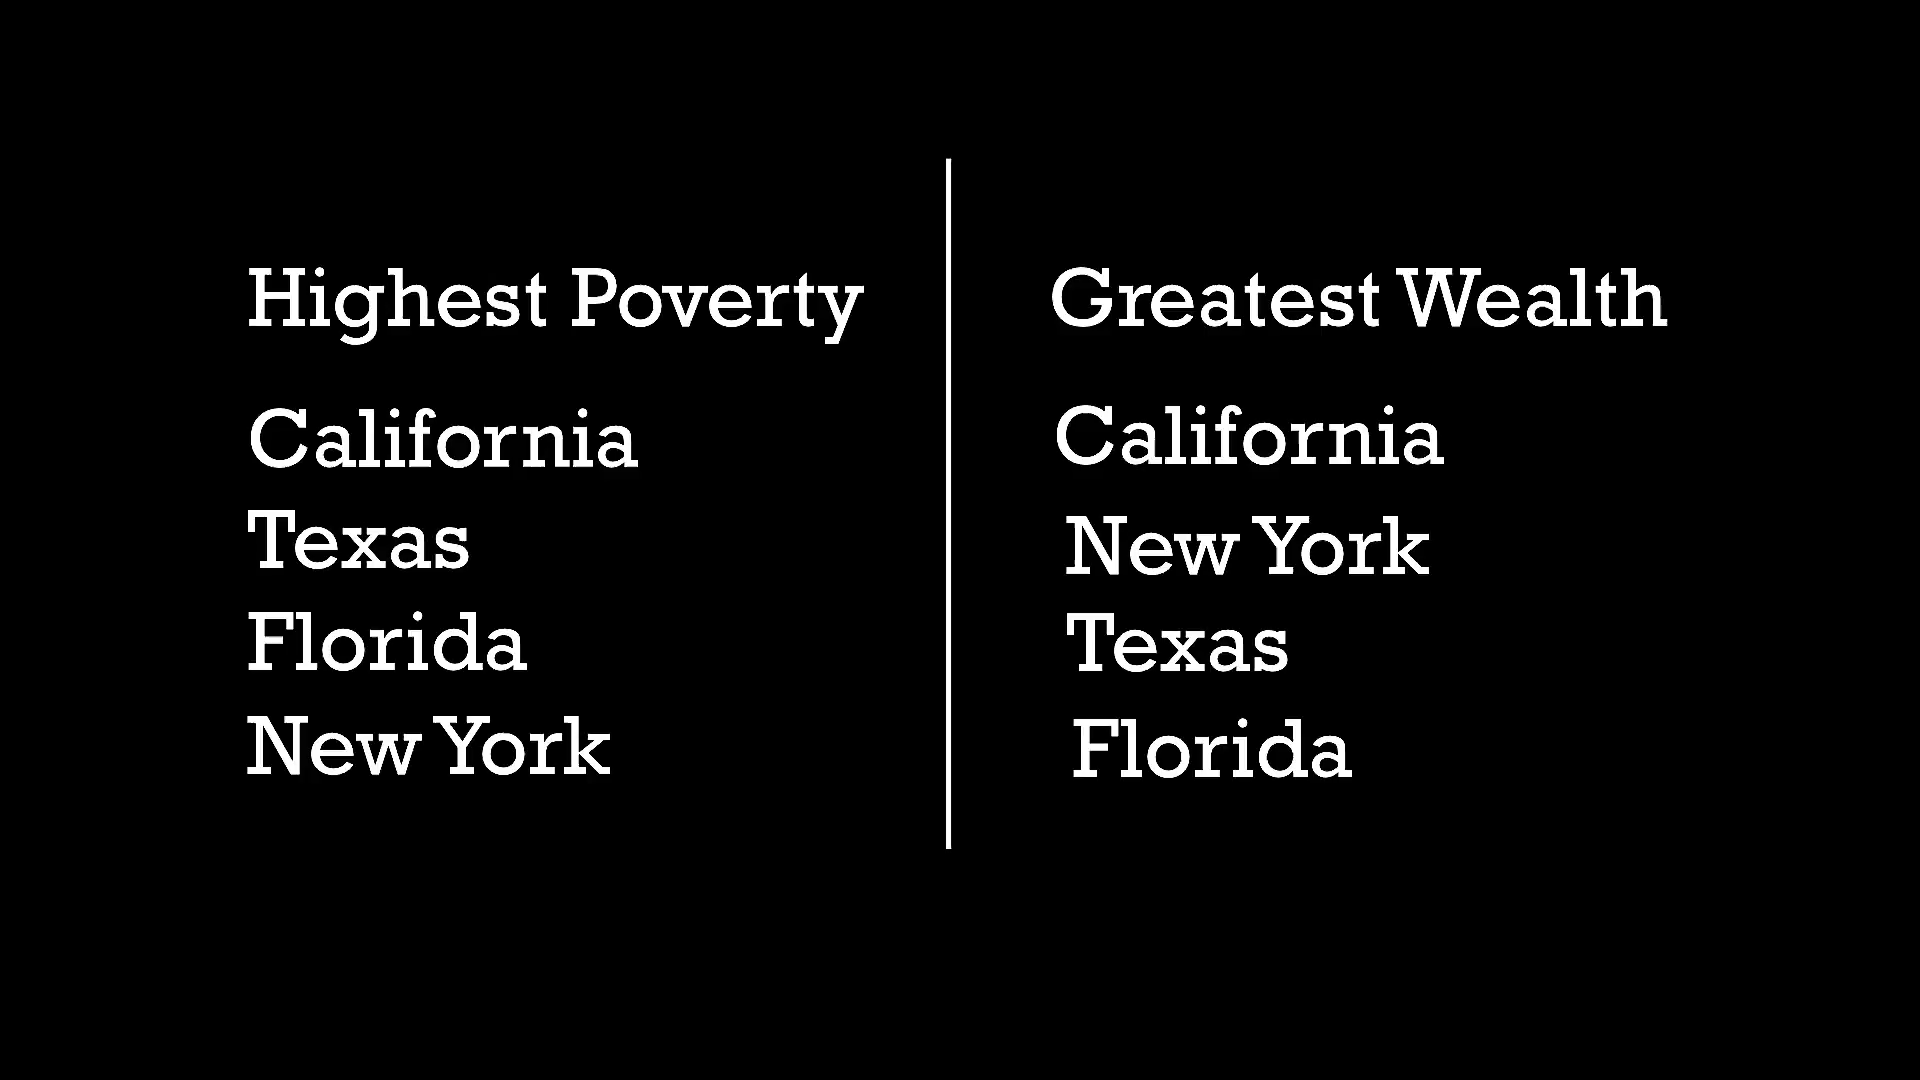 Highest Poverty
California
Texas
Florida
New York
Greatest Wealth
California
New York
Texas
Florida